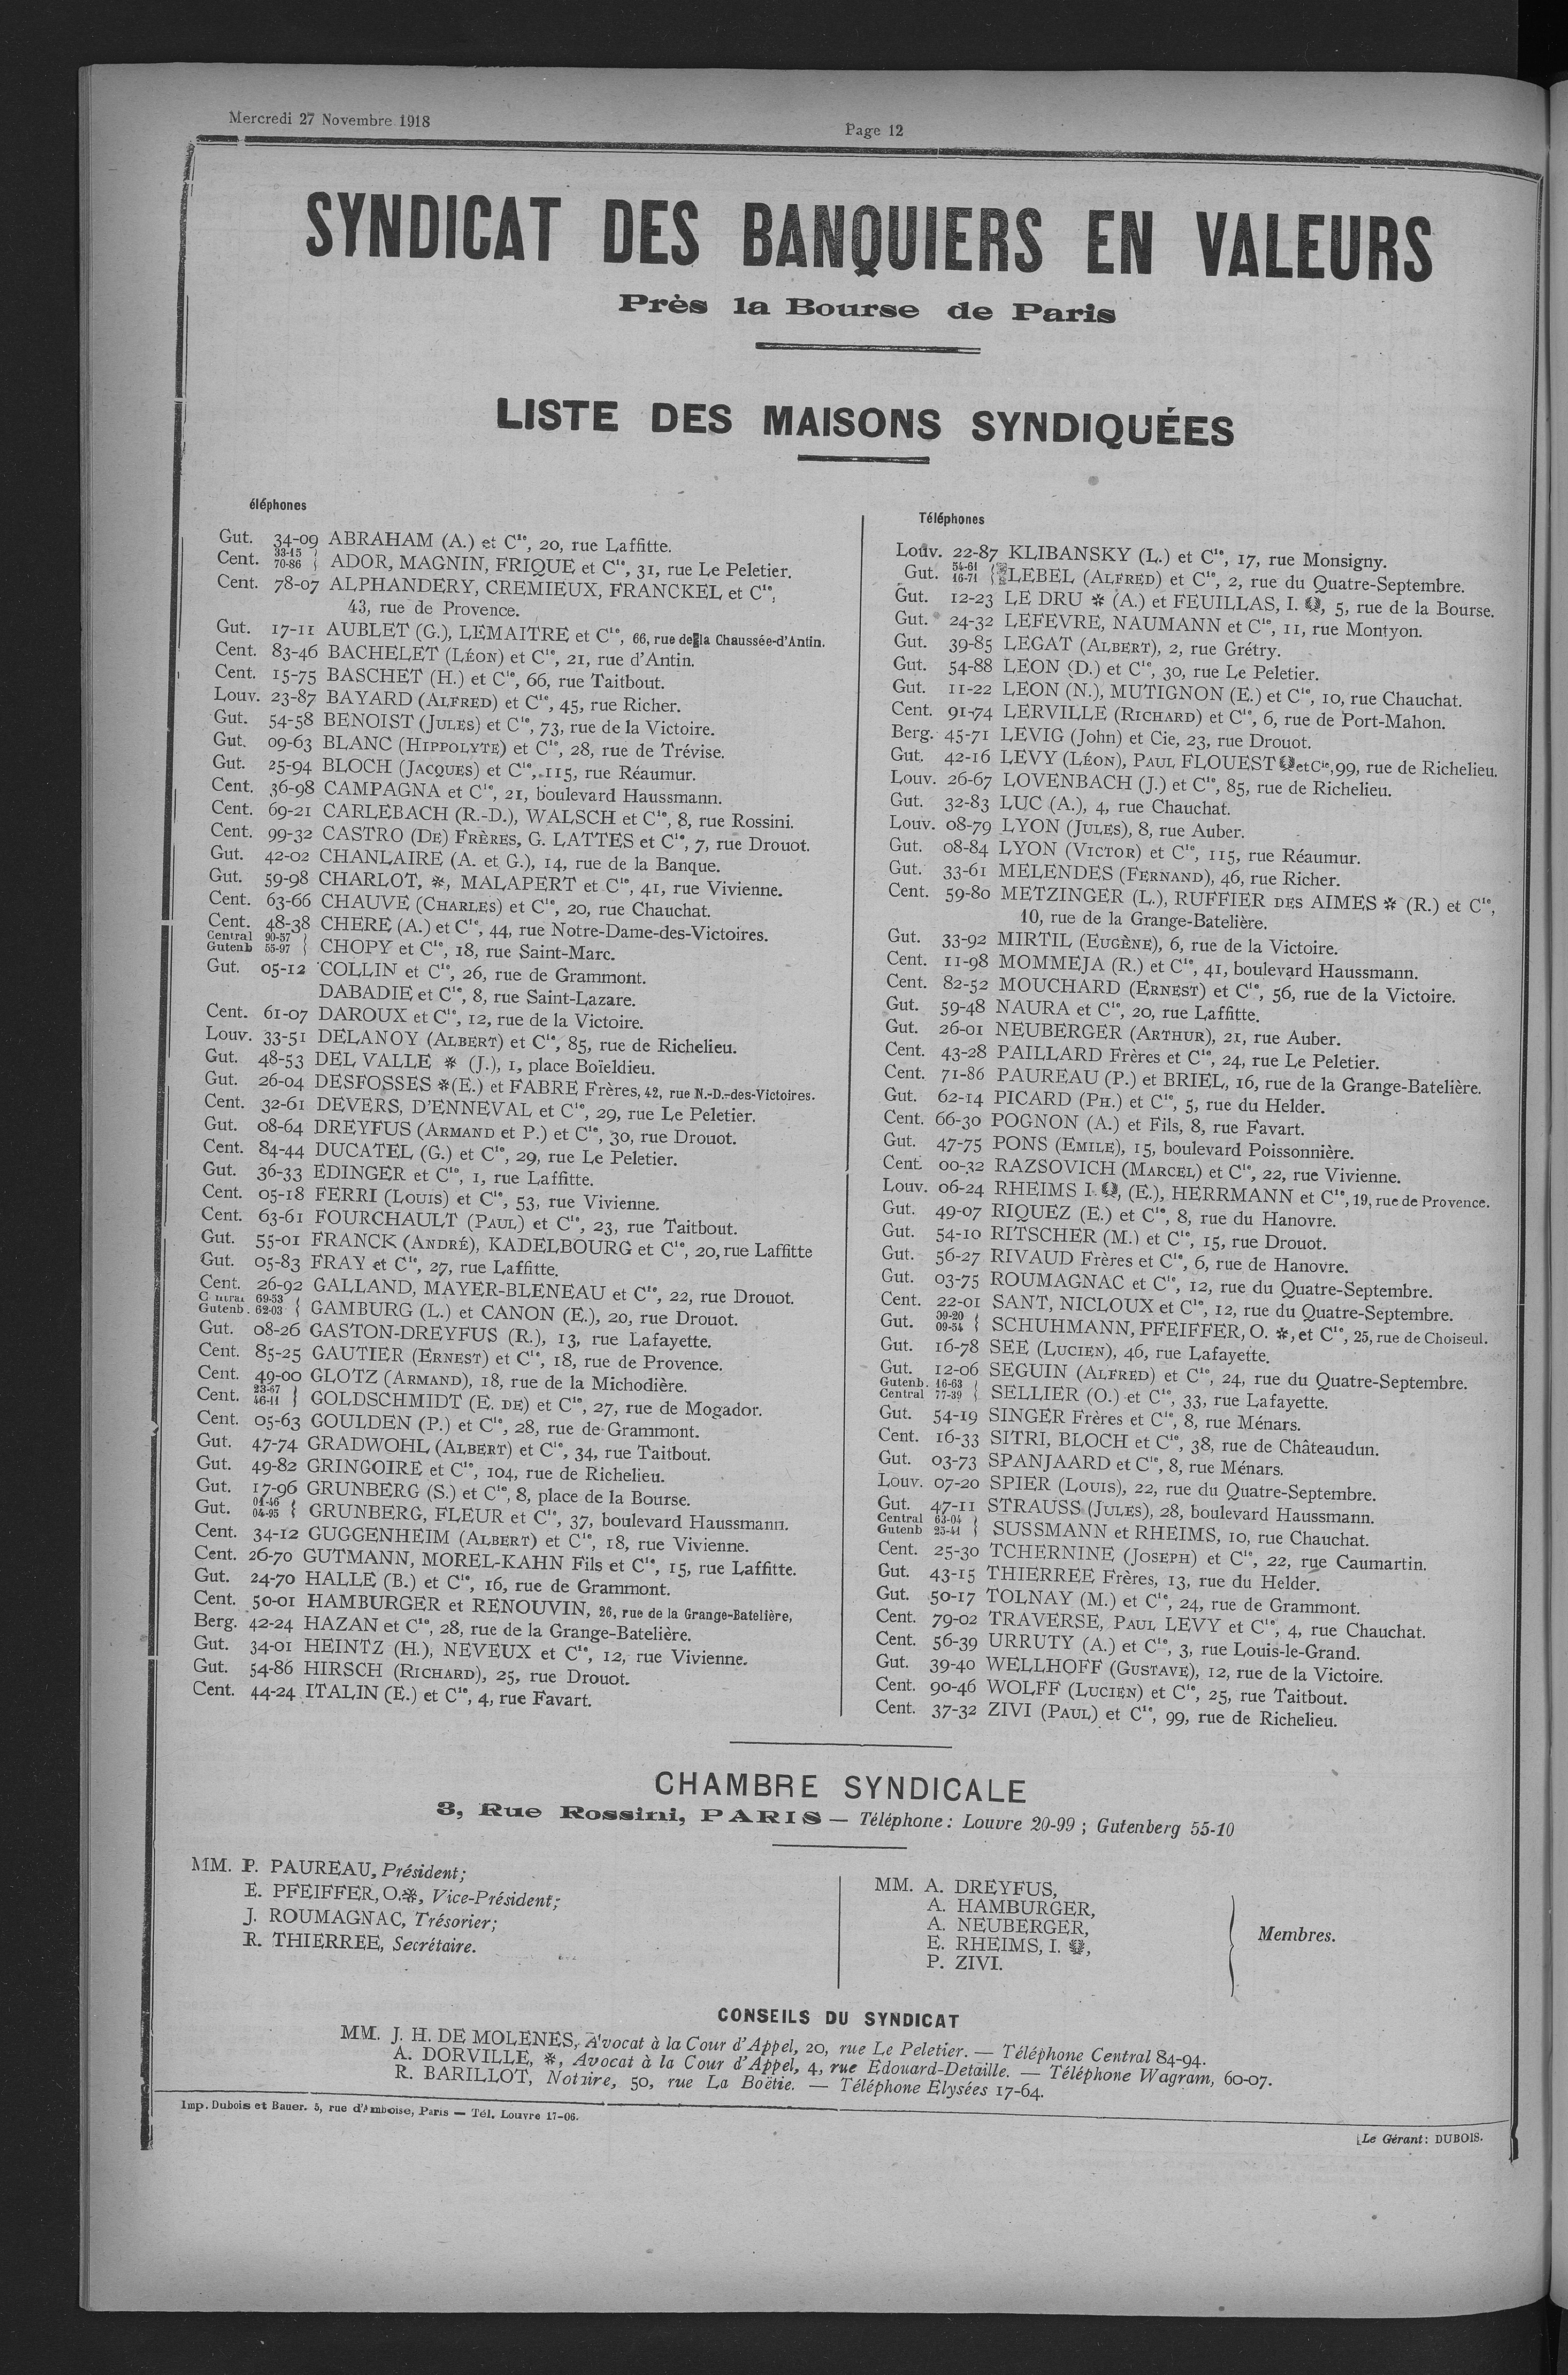 Mercredi 27 Novembre 1918
Page 12
SYNDICAT DES BANQUIERS EN VALEURS
Près la Bourse de Paris
LISTE DES MAISONS SYNDIQUÉES
éléphones
Gut. 34-09 ABRAHAM (A.) et Cie, 20, rue Laffitte.
Cent. 33-15 70-86 } ADOR, MAGNIN, FRIQUE et Cie, 31, rue Le Peletier.
Cent. 78-07 ALPHANDERY, CREMIEUX, FRANCKEL et Cie,
43, rue de Provence.
Gut. 17-11 AUBLET (G.), LEMAITRE et Cie, 66, rue de la Chaussée-d'Antin.
Cent. 83-46 BACHELET (LÉON) et Cie, 21, rue d'Antin.
Cent. 15-75 BASCHET (H.) et Cie, 66, rue Taitbout.
Louv. 23-87 BAYARD (ALFRED) et Cie, 45, rue Richer.
Gut. 54-58 BENOIST (JULES) et Cie, 73, rue de la Victoire.
Gut. 09-63 BLANC (HIPPOLYTE) et Cie, 28, rue de Trévise.
Gut. 25-94 BLOCH (JACQUES) et Cie, 115, rue Réaumur.
Cent. 36-98 CAMPAGNA et Cie, 21, boulevard Haussmann.
Cent. 69-21 CARLEBACH (R.-D.), WALSCH et Cie, 8, rue Rossini.
Cent. 99-32 CASTRO (DE) FRÈRES, G. LATTES et Cie, 7, rue Drouot.
Gut. 42-02 CHANLAIRE (A. et G.), 14, rue de la Banque.
Gut. 59-98 CHARLOT, ✻, MALAPERT et Cie, 41, rue Vivienne.
Cent. 63-66 CHAUVE (CHARLES) et Cie, 20, rue Chauchat.
Cent. 48-38 CHERE (A.) et Cie, 44, rue Notre-Dame-des-Victoires.
Central 90-57 Gutenb 55-97 } CHOPY et Cie, 18, rue Saint-Marc.
Gut. 05-12 COLLIN et Cie, 26, rue de Grammont.
DABADIE et Cie, 8, rue Saint-Lazare.
Cent. 61-07 DAROUX et Cie, 12, rue de la Victoire.
Louv. 33-51 DELANOY (ALBERT) et Cie, 85, rue de Richelieu.
Gut. 48-53 DEL VALLE ✻ (J.), 1, place Boïeldieu.
Gut. 26-04 DESFOSSES ✻(E.) et FABRE Frères, 42, rue N.-D.-des-Victoires.
Cent. 32-61 DEVERS, D'ENNEVAL et Cie, 29, rue Le Peletier.
Gut. 08-64 DREYFUS (ARMAND et P.) et Cie, 30, rue Drouot.
Cent. 84-44 DUCATEL (G.) et Cie, 29, rue Le Peletier.
Gut. 36-33 EDINGER et Cie, 1, rue Laffitte.
Cent. 05-18 FERRI (LOUIS) et Cie, 53, rue Vivienne.
Cent. 63-61 FOURCHAULT (PAUL) et Cie, 23, rue Taitbout.
Gut. 55-01 FRANCK (ANDRÉ), KADELBOURG et Cie, 20, rue Laffitte
Gut. 05-83 FRAY et Cie, 27, rue Laffitte.
Cent. 26-92 GALLAND, MAYER-BLENEAU et Cie, 22, rue Drouot.
69-53 Gutenb. 62-03 { GAMBURG (L.) et CANON (E.), 20, rue Drouot.
Gut. 08-26 GASTON-DREYFUS (R.), 13, rue Lafayette.
Cent. 85-25 GAUTIER (ERNEST) et Cie, 18, rue de Provence.
Cent. 49-00 GLOTZ (ARMAND), 18, rue de la Michodière.
Cent. 23-67 46-11 } GOLDSCHMIDT (E. DE) et Cie, 27, rue de Mogador.
Cent. 05-63 GOULDEN (P.) et Cie, 28, rue de Grammont.
Gut. 47-74 GRADWOHL (ALBERT) et Cie, 34, rue Taitbout.
Gut. 49-82 GRINGOIRE et Cie, 104, rue de Richelieu.
Gut. 17-96 GRUNBERG (S.) et Cie, 8, place de la Bourse.
Gut. 04-46 04-95 { GRUNBERG, FLEUR et Cie, 37, boulevard Haussmann.
Cent. 34-12 GUGGENHEIM (ALBERT) et Cie, 18, rue Vivienne.
Cent. 26-70 GUTMANN, MOREL-KAHN Fils et Cie, 15, rue Laffitte.
Gut. 24-70 HALLE (B.) et Cie, 16, rue de Grammont.
Cent. 50-01 HAMBURGER et RENOUVIN, 26, rue de la Grange-Batelière,
Berg. 42-24 HAZAN et Cie, 28, rue de la Grange-Batelière.
Gut. 34-01 HEINTZ (H.), NEVEUX et Cie, 12, rue Vivienne.
Gut. 54-86 HIRSCH (RICHARD), 25, rue Drouot.
Cent. 44-24 ITALIN (E.) et Cie, 4, rue Favart.
Téléphones
Louv. 22-87 KLIBANSKY (L.) et Cie, 17, rue Monsigny.
Gut. 54-61 16-71 { LEBEL (ALFRED) et Cie, 2, rue du Quatre-Septembre.
Gut. 12-23 LE DRU ✻ (A.) et FEUILLAS, I. , 5, rue de la Bourse.
Gut. 24-32 LEFEVRE, NAUMANN et Cie, 11, rue Montyon.
Gut. 39-85 LEGAT (ALBERT), 2, rue Grétry.
Gut. 54-88 LEON (D.) et Cie, 30, rue Le Peletier.
Gut. 11-22 LEON (N.), MUTIGNON (E.) et Cie, 10, rue Chauchat.
Cent. 91-74 LERVILLE (RICHARD) et Cie, 6, rue de Port-Mahon.
Berg. 45-71 LEVIG (John) et Cie, 23, rue Drouot.
Gut. 42-16 LEVY (LÉON), PAUL FLOUEST et Cie, 99, rue de Richelieu.
Louv. 26-67 LOVENBACH (J.) et Cie, 85, rue de Richelieu.
Gut. 32-83 LUC (A.), 4, rue Chauchat.
Louv. 08-79 LYON (JULES), 8, rue Auber.
Gut. 08-84 LYON (VICTOR) et Cie, 115, rue Réaumur.
Gut. 33-61 MELENDES (FERNAND), 46, rue Richer.
Cent. 59-80 METZINGER (L.), RUFFIER DES AIMES ✻ (R.) et Cie,
10, rue de la Grange-Batelière.
Gut. 33-92 MIRTIL (EUGÈNE), 6, rue de la Victoire.
Cent. 11-98 MOMMEJA (R.) et Cie, 41, boulevard Haussmann.
Cent. 82-52 MOUCHARD (ERNEST) et Cie, 56, rue de la Victoire.
Gut. 59-48 NAURA et Cie, 20, rue Laffitte.
Gut. 26-01 NEUBERGER (ARTHUR), 21, rue Auber.
Cent. 43-28 PAILLARD Frères et Cie, 24, rue Le Peletier.
Cent. 71-86 PAUREAU (P.) et BRIEL, 16, rue de la Grange-Batelière.
Gut. 62-14 PICARD (PH.) et Cie, 5, rue du Helder.
Cent. 66-30 POGNON (A.) et Fils, 8, rue Favart.
Gut. 47-75 PONS (EMILE), 15, boulevard Poissonnière.
Cent 00-32 RAZSOVICH (MARCEL) et Cie, 22, rue Vivienne.
Louv. 06-24 RHEIMS I. , (E.), HERRMANN et Cie, 19, rue de Provence.
Gut. 49-07 RIQUEZ (E.) et Cie, 8, rue du Hanovre.
Gut. 54-10 RITSCHER (M.) et Cie, 15, rue Drouot.
Gut. 56-27 RIVAUD Frères et Cie, 6, rue de Hanovre.
Gut. 03-75 ROUMAGNAC et Cie, 12, rue du Quatre-Septembre.
Cent. 22-01 SANT, NICLOUX et Cie, 12, rue du Quatre-Septembre.
Gut. 39-20 09-54 { SCHUHMANN, PFEIFFER, O. ✻, et Cie, 25, rue de Choiseul.
Gut. 16-78 SEE (LUCIEN), 46, rue Lafayette.
Gut. 12-06 SEGUIN (ALFRED) et Cie, 24, rue du Quatre-Septembre.
Gutenb. 16-63 Central 77-39 { SELLIER (O.) et Cie, 33, rue Lafayette.
Gut. 54-19 SINGER Frères et Cie, 8, rue Ménars.
Cent. 16-33 SITRI, BLOCH et Cie, 38, rue de Châteaudun.
Gut. 03-73 SPANJAARD et Cie, 8, rue Ménars.
Louv. 07-20 SPIER (LOUIS), 22, rue du Quatre-Septembre.
Gut. 47-11 STRAUSS (JULES), 28, boulevard Haussmann.
Central 63-04 Gutenb 25-41 } SUSSMANN et RHEIMS, 10, rue Chauchat.
Cent. 25-30 TCHERNINE (JOSEPH) et Cie, 22, rue Caumartin.
Gut. 43-15 THIERREE Frères, 13, rue du Helder.
Gut. 50-17 TOLNAY (M.) et Cie, 24, rue de Grammont.
Cent. 79-02 TRAVERSE, PAUL LEVY et Cie, 4, rue Chauchat.
Cent. 56-39 URRUTY (A.) et Cie, 3, rue Louis-le-Grand.
Gut. 39-40 WELLHOFF (GUSTAVE), 12, rue de la Victoire.
Cent. 90-46 WOLFF (LUCIEN) et Cie, 25, rue Taitbout.
Cent. 37-32 ZIVI (PAUL) et Cie, 99, rue de Richelieu.
CHAMBRE SYNDICALE
3, Rue Rossini, PARIS — Téléphone : Louvre 20-99 ; Gutenberg 55-10
MM. P. PAUREAU, Président;
E. PFEIFFER, O.✻, Vice-Président;
J. ROUMAGNAC, Trésorier;
R. THIERREE, Secrétaire.
MM. A. DREYFUS,
A. HAMBURGER,
A. NEUBERGER,
E. RHEIMS, I. ,
P. ZIVI.
Membres.
CONSEILS DU SYNDICAT
MM. J. H. DE MOLENES, Avocat à la Cour d'Appel, 20, rue Le Peletier. — Téléphone Central 84-94.
A. DORVILLE, ✻, Avocat à la Cour d'Appel, 4, rue Edouard-Detaille. — Téléphone Wagram, 60-07.
R. BARILLOT, Notaire, 50, rue La Boëtie. — Téléphone Elysées 17-64.
Imp. Dubois et Bauer. 5, rue d'Amboise, Paris — Tél. Louvre 17-06.
Le Gérant : DUBOIS.